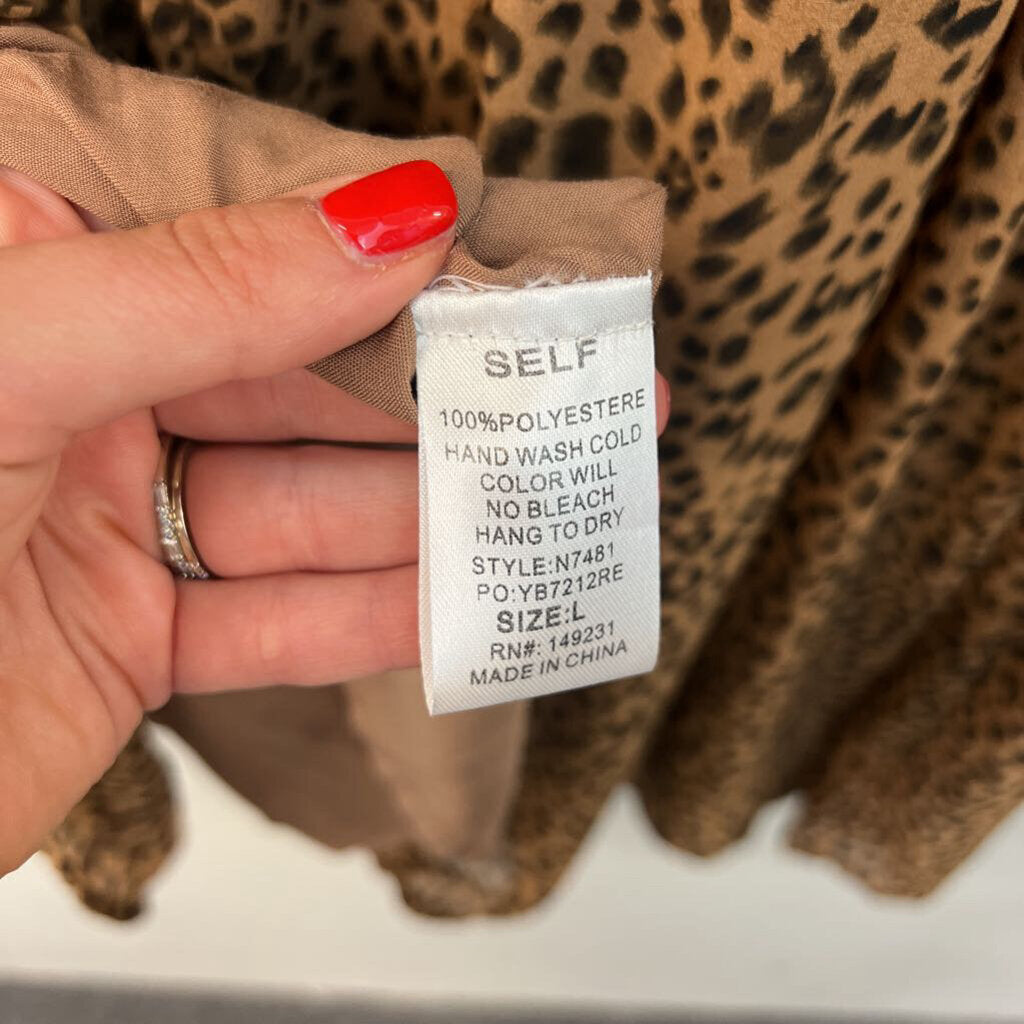 SELF
100%POLYESTERE
HAND WASH COLD
COLOR WILL
NO BLEACH
HANG TO DRY
STYLE:N7481
PO:YB7212RE
SIZE:L
RN#: 149231
MADE IN CHINA